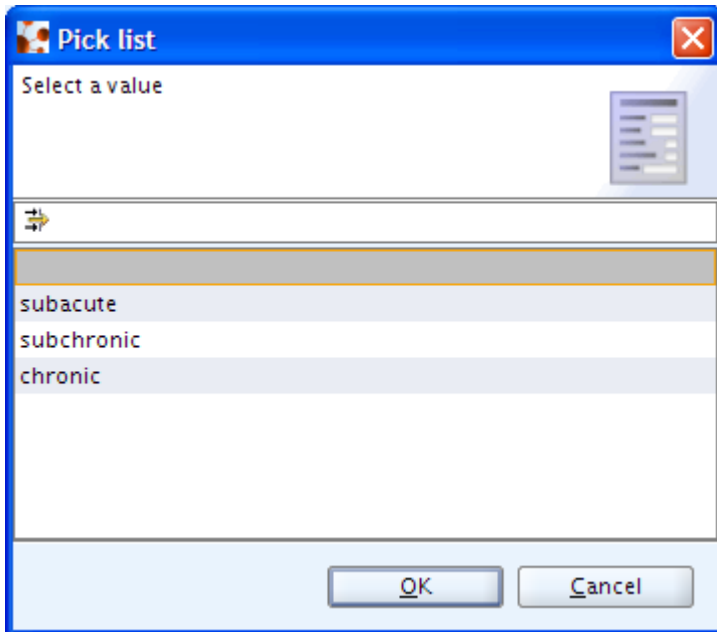 Pick list
Select a value
subacute
subchronic
chronic
OK
Cancel